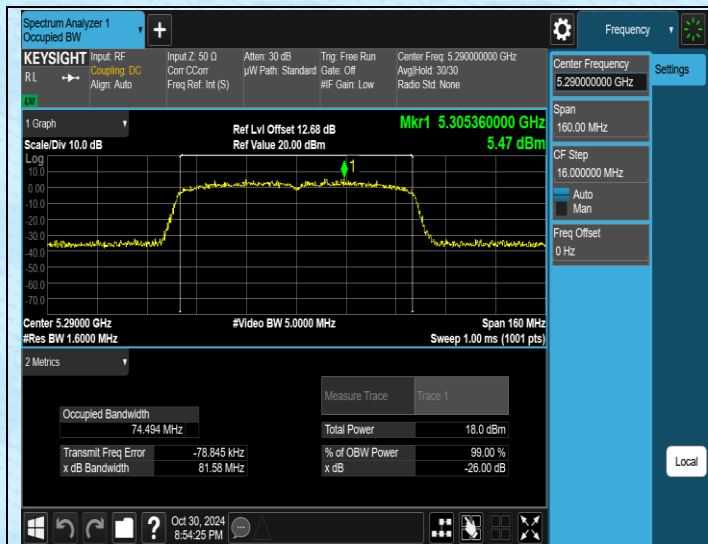 Spectrum Analyzer 1
Occupied BW
Frequency
KEYSIGHT Input: RF Input Z: 50 Ω Atten: 30 dB Trig: Free Run Center Freq: 5.290000000 GHz
RL Coupling: DC Corr CCorr µW Path: Standard Gate: Off Avg|Hold: 30/30
Align: Auto Freq Ref: Int (S) #IF Gain: Low Radio Std: None
LXI
Center Frequency
5.290000000 GHz
Settings
Span
160.00 MHz
CF Step
16.000000 MHz
Auto
Man
Freq Offset
0 Hz
1 Graph
Ref Lvl Offset 12.68 dB
Mkr1 5.305360000 GHz
Scale/Div 10.0 dB
Ref Value 20.00 dBm
5.47 dBm
Log
10.0
0.00
-10.0
-20.0
-30.0
-40.0
-50.0
-60.0
-70.0
1
Center 5.29000 GHz #Video BW 5.0000 MHz Span 160 MHz
#Res BW 1.6000 MHz Sweep 1.00 ms (1001 pts)
2 Metrics
Measure Trace Trace 1
Occupied Bandwidth
74.494 MHz
Total Power 18.0 dBm
Transmit Freq Error -78.845 kHz % of OBW Power 99.00 %
x dB Bandwidth 81.58 MHz x dB -26.00 dB
Local
Oct 30, 2024
8:54:25 PM